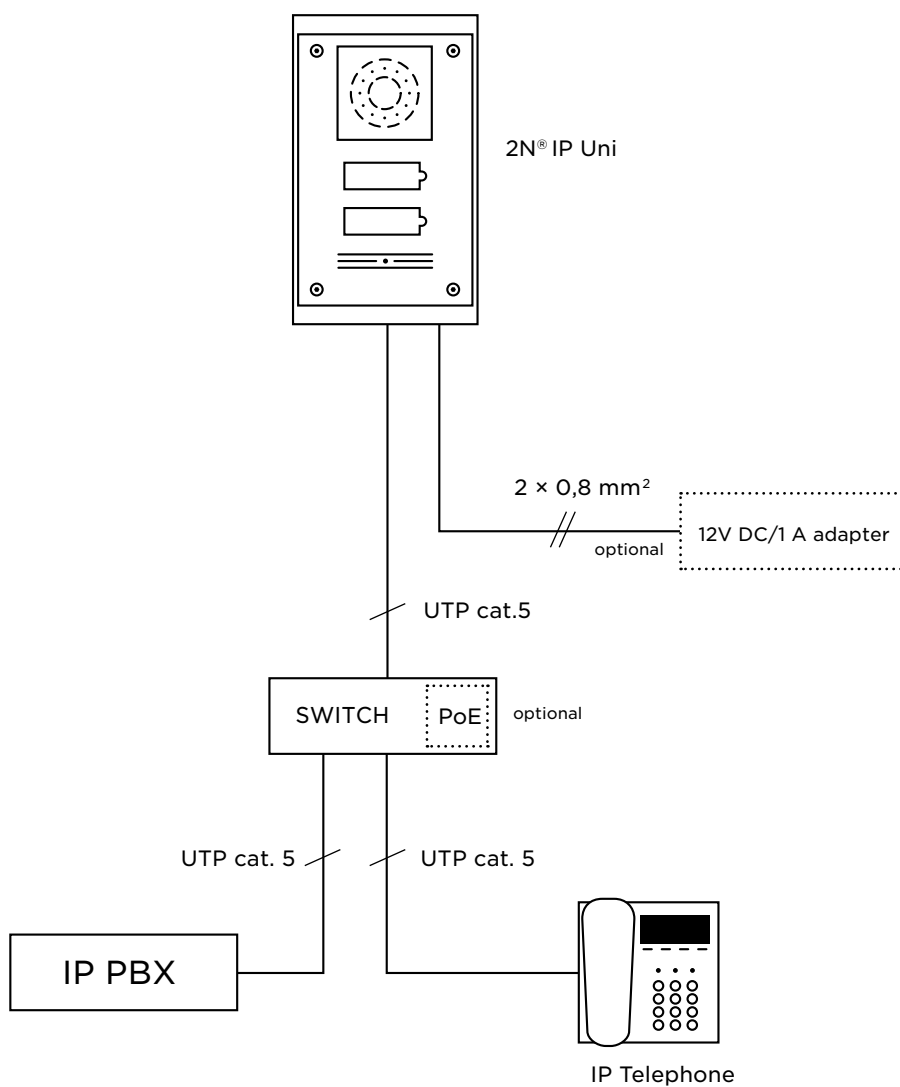 2N® IP Uni
2 × 0,8 mm²
12V DC/1 A adapter
optional
UTP cat.5
SWITCH
PoE
optional
UTP cat. 5
UTP cat. 5
IP PBX
IP Telephone